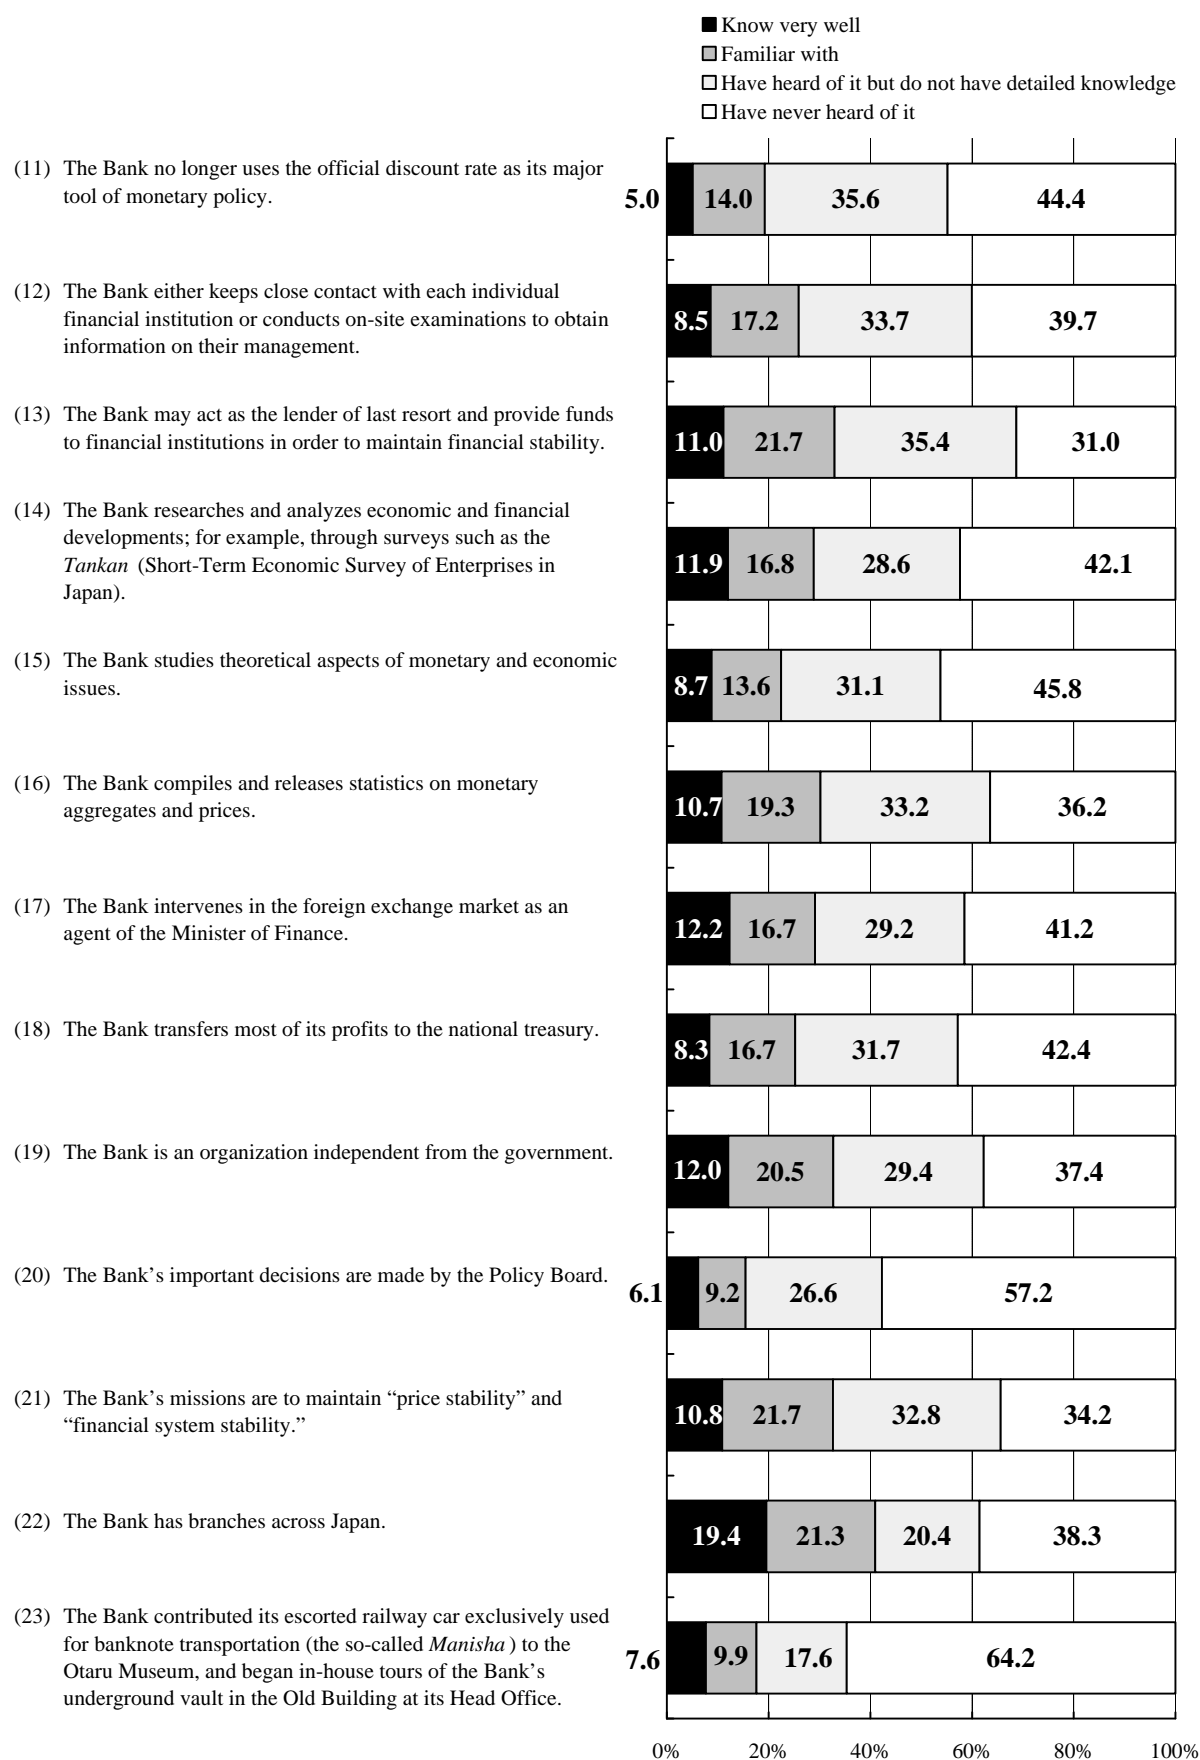 Know very well
Familiar with
Have heard of it but do not have detailed knowledge
Have never heard of it
(11) The Bank no longer uses the official discount rate as its major
tool of monetary policy.
5.0 14.0 35.6 44.4
(12) The Bank either keeps close contact with each individual
financial institution or conducts on-site examinations to obtain
information on their management.
8.5 17.2 33.7 39.7
(13) The Bank may act as the lender of last resort and provide funds
to financial institutions in order to maintain financial stability.
11.0 21.7 35.4 31.0
(14) The Bank researches and analyzes economic and financial
developments; for example, through surveys such as the
Tankan (Short-Term Economic Survey of Enterprises in
Japan).
11.9 16.8 28.6 42.1
(15) The Bank studies theoretical aspects of monetary and economic
issues.
8.7 13.6 31.1 45.8
(16) The Bank compiles and releases statistics on monetary
aggregates and prices.
10.7 19.3 33.2 36.2
(17) The Bank intervenes in the foreign exchange market as an
agent of the Minister of Finance.
12.2 16.7 29.2 41.2
(18) The Bank transfers most of its profits to the national treasury.
8.3 16.7 31.7 42.4
(19) The Bank is an organization independent from the government.
12.0 20.5 29.4 37.4
(20) The Bank's important decisions are made by the Policy Board.
6.1 9.2 26.6 57.2
(21) The Bank's missions are to maintain “price stability” and
“financial system stability.”
10.8 21.7 32.8 34.2
(22) The Bank has branches across Japan.
19.4 21.3 20.4 38.3
(23) The Bank contributed its escorted railway car exclusively used
for banknote transportation (the so-called Manisha) to the
Otaru Museum, and began in-house tours of the Bank's
underground vault in the Old Building at its Head Office.
7.6 9.9 17.6 64.2
0% 20% 40% 60% 80% 100%